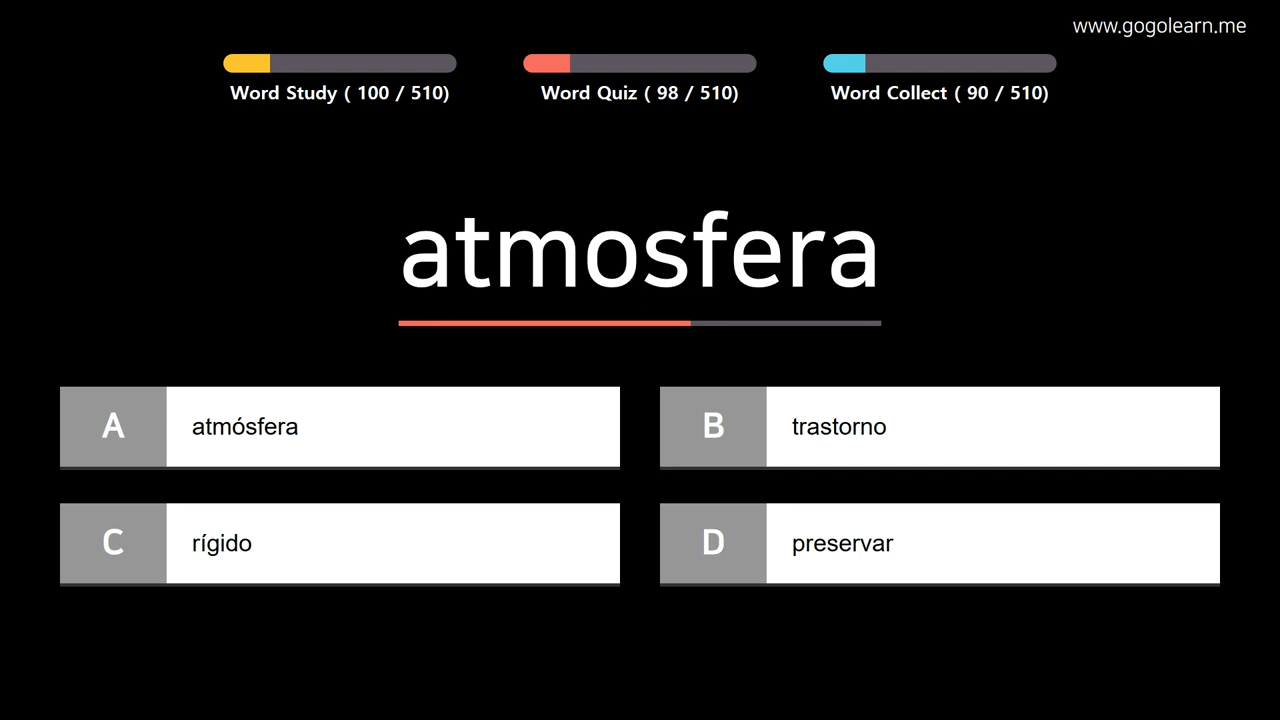 www.gogolearn.me
Word Study ( 100 / 510)
Word Quiz ( 98 / 510)
Word Collect ( 90 / 510)
atmosfera
A atmósfera
B trastorno
C rígido
D preservar